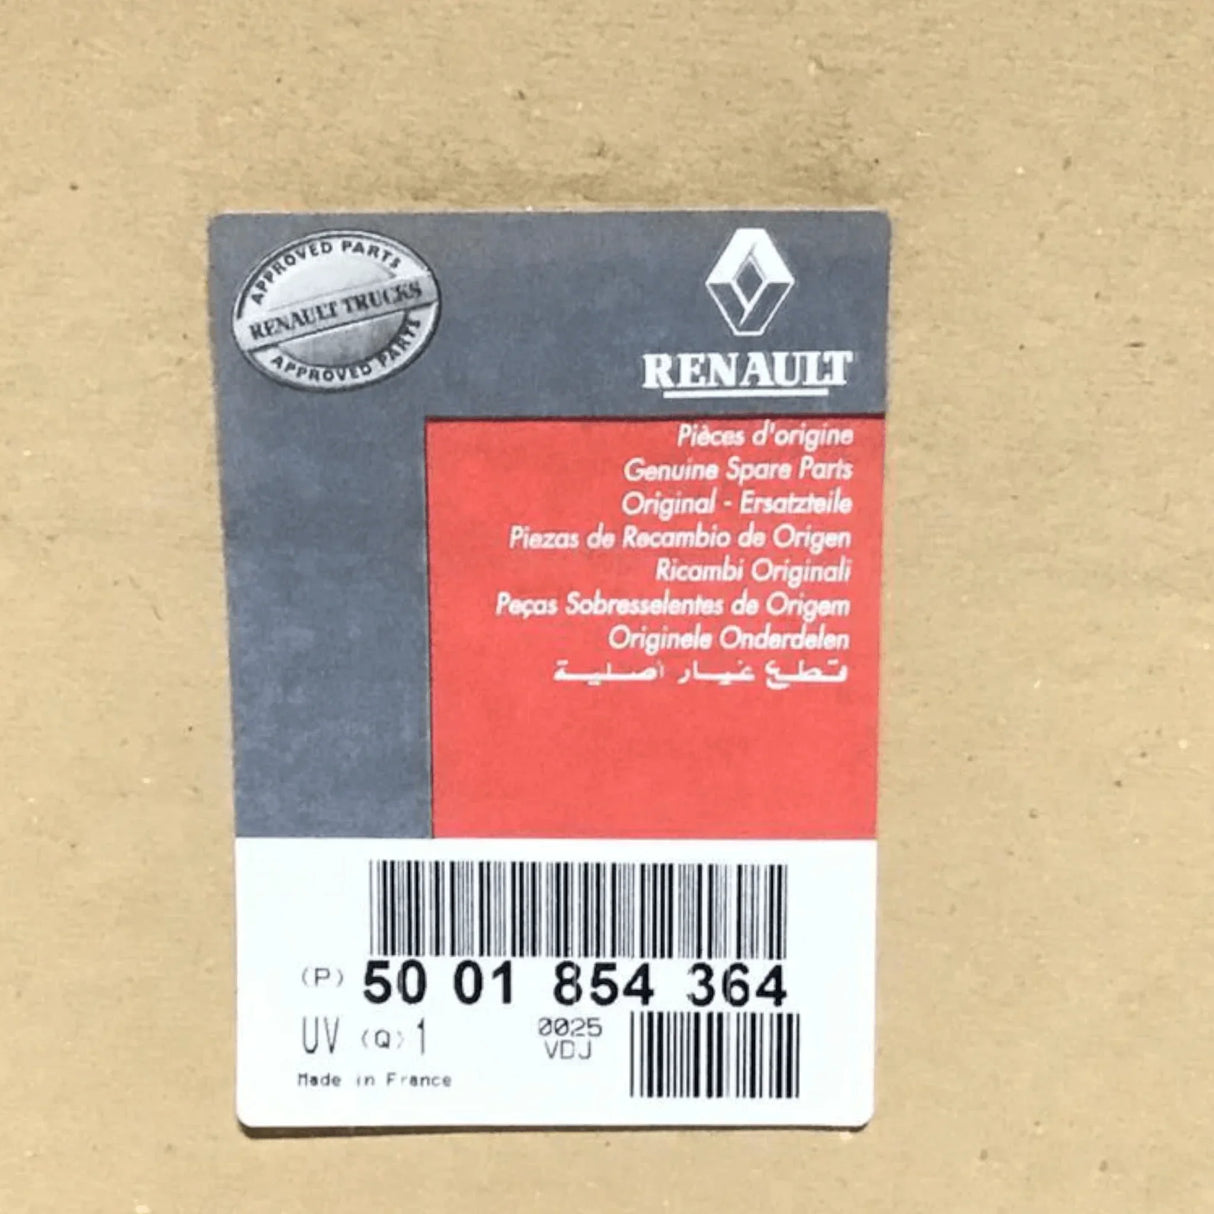 APPROVED PARTS
RENAULT TRUCKS
APPROVED PARTS
RENAULT
Pièces d'origine
Genuine Spare Parts
Original - Ersatzteile
Piezas de Recambio de Origen
Ricambi Originali
Peças Sobresselentes de Origem
Originele Onderdelen
قطع غيار أصلية
(P) 50 01 854 364
UV (Q) 1 0025
VDJ
Made in France